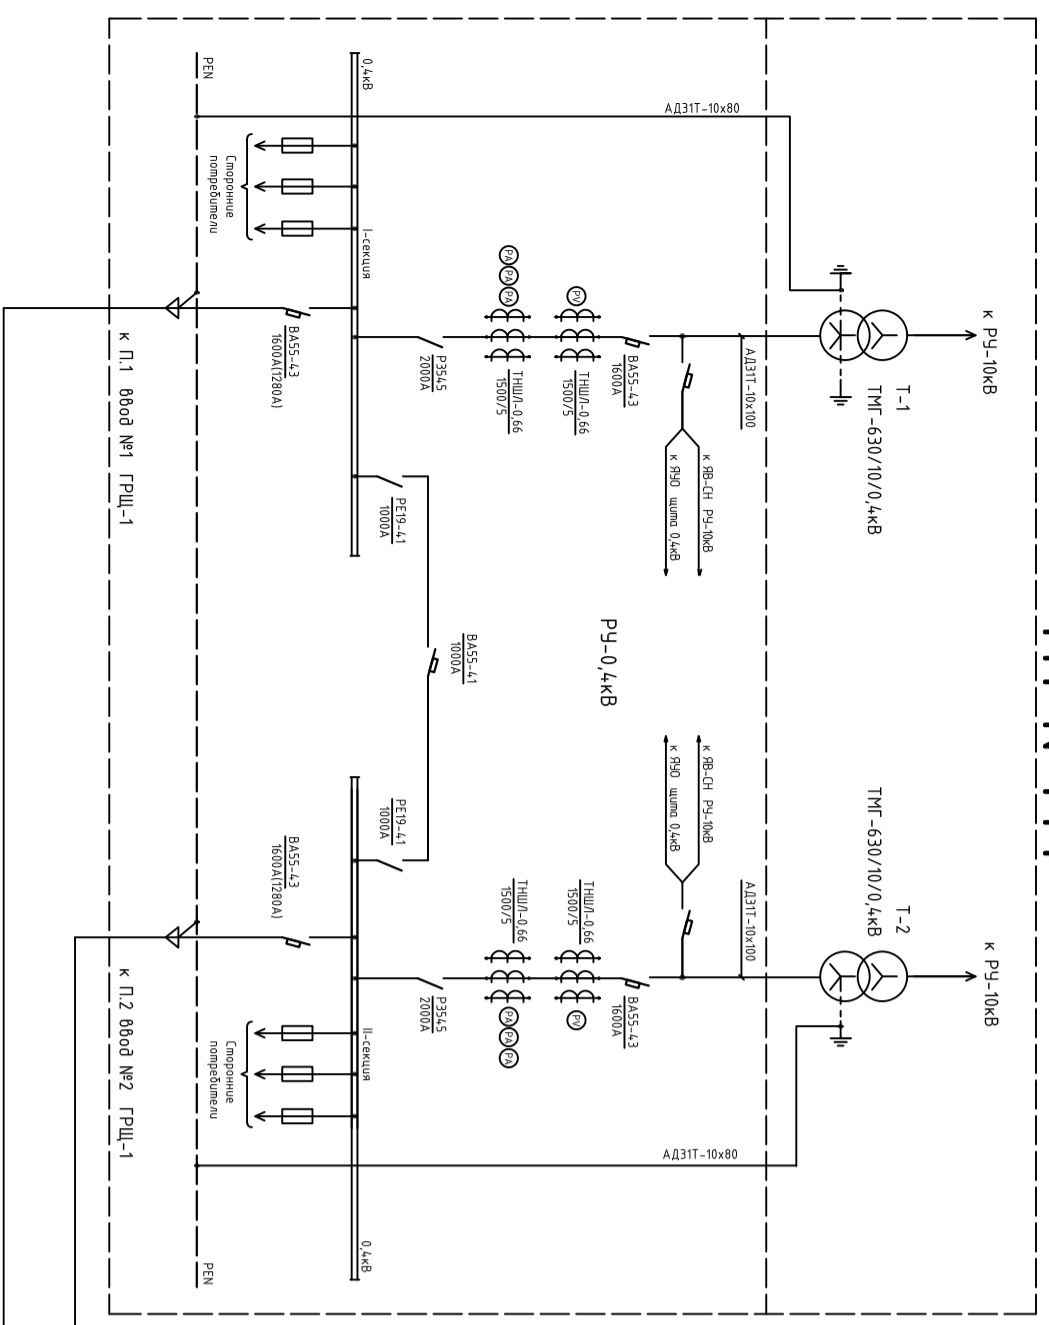 к РУ-10кВ
Т-1
ТМГ-630/10/0,4кВ
к РУ-10кВ
Т-2
ТМГ-630/10/0,4кВ
АД31Т-10х80
АД31Т-10х100
ВА55-43
1600А
к ЯВ-СН РУ-10кВ
к ЯУО щита 0,4кВ
PV
ТНШЛ-0,66
1500/5
PA
PA
PA
ТНШЛ-0,66
1500/5
Р3545
2000А
РУ-0,4кВ
АД31Т-10х100
к ЯВ-СН РУ-10кВ
к ЯУО щита 0,4кВ
ВА55-43
1600А
ТНШЛ-0,66
1500/5
PV
ТНШЛ-0,66
1500/5
PA
PA
PA
Р3545
2000А
АД31Т-10х80
РЕ19-41
1000А
ВА55-41
1000А
РЕ19-41
1000А
0,4кВ
I-секция
II-секция
0,4кВ
ВА55-43
1600А(1280А)
ВА55-43
1600А(1280А)
Сторонние
потребители
Сторонние
потребители
PEN
PEN
к П.1 ввод №1 ГРЩ-1
к П.2 ввод №2 ГРЩ-1